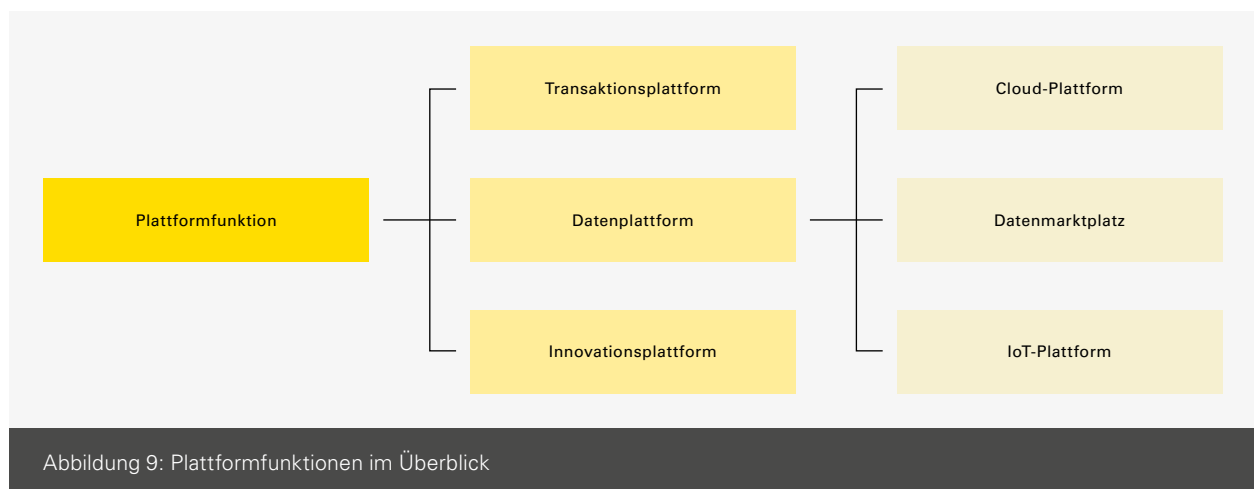 Transaktionsplattform
Cloud-Plattform
Plattformfunktion
Datenplattform
Datenmarktplatz
Innovationsplattform
IoT-Plattform
Abbildung 9: Plattformfunktionen im Überblick